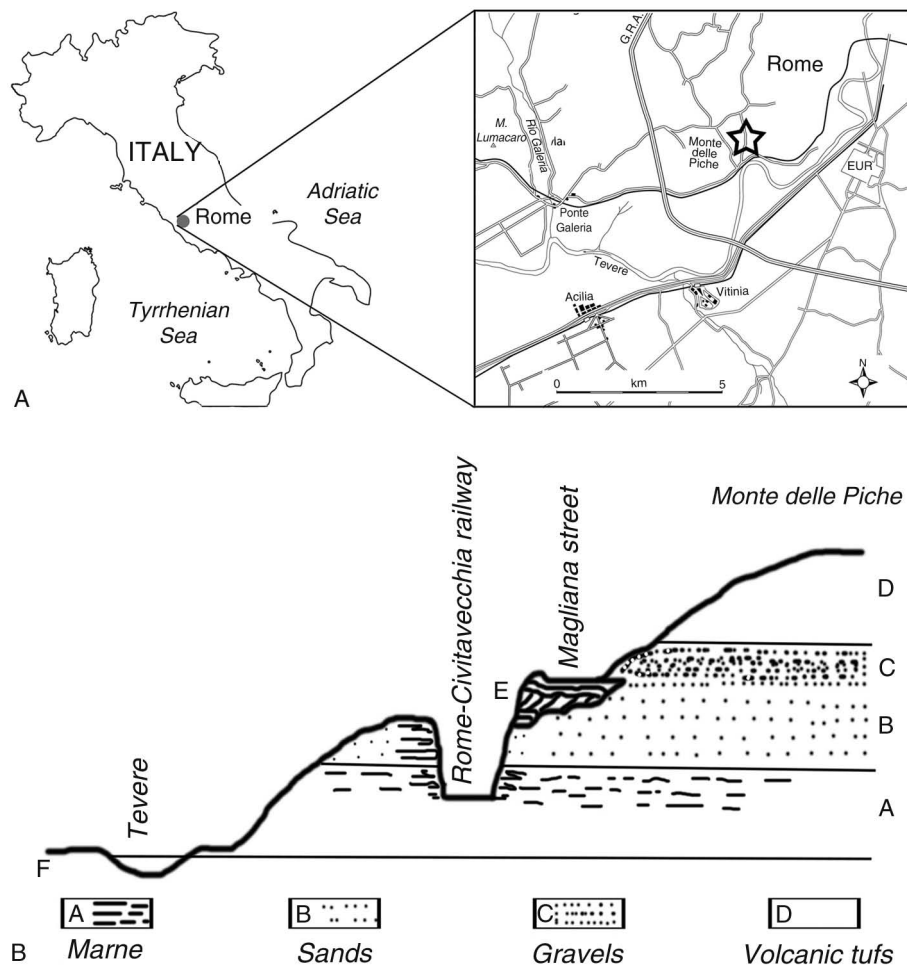 ITALY
Rome
Adriatic
Sea
Tyrrhenian
Sea
A
G.R.A.
Rome
M.
Lumacaro
Rio Galeria
la
Monte
delle
Piche
EUR
Ponte
Galeria
Tevere
Acilia
Vitinia
0 km 5
N
Rome-Civitavecchia railway
Magliana street
Monte delle Piche
D
C
E
B
A
Tevere
F
A
B
C
D
B
Marne
Sands
Gravels
Volcanic tufs